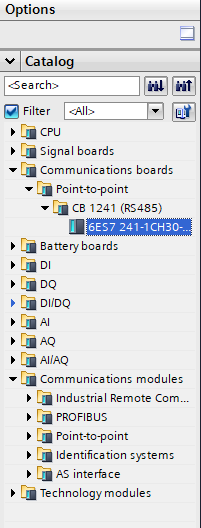 Options
Catalog
<Search>
Filter <All>
CPU
Signal boards
Communications boards
Point-to-point
CB 1241 (RS485)
6ES7 241-1CH30-...
Battery boards
DI
DQ
DI/DQ
AI
AQ
AI/AQ
Communications modules
Industrial Remote Com...
PROFIBUS
Point-to-point
Identification systems
AS interface
Technology modules